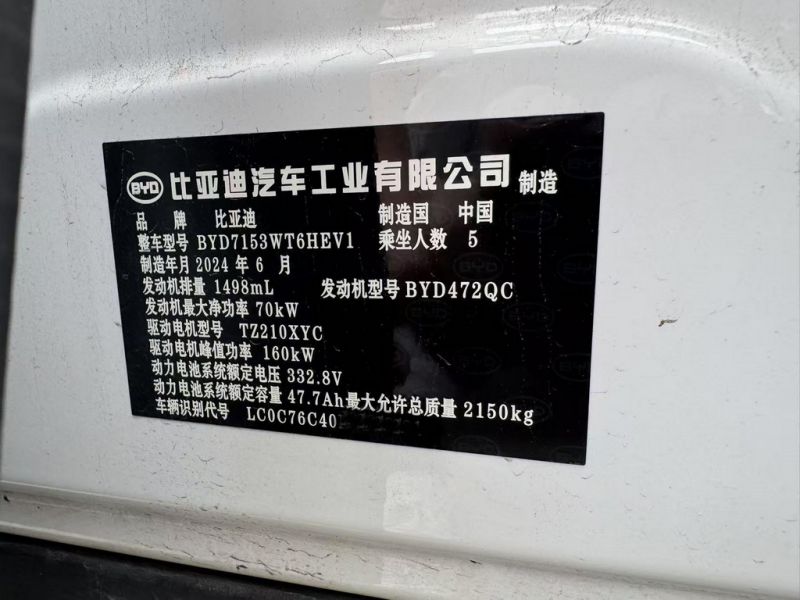 BYD 比亚迪汽车工业有限公司 制造
品 牌 比亚迪 制造国 中国
整车型号 BYD7153WT6HEV1 乘坐人数 5
制造年月 2024 年 6 月
发动机排量 1498mL 发动机型号 BYD472QC
发动机最大净功率 70kW
驱动电机型号 TZ210XYC
驱动电机峰值功率 160kW
动力电池系统额定电压 332.8V
动力电池系统额定容量 47.7Ah 最大允许总质量 2150kg
车辆识别代号 LC0C76C40